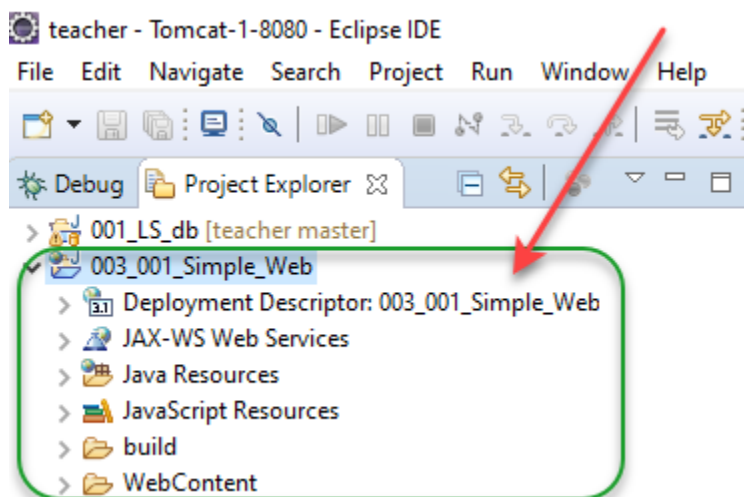 teacher - Tomcat-1-8080 - Eclipse IDE
File Edit Navigate Search Project Run Window Help
Debug Project Explorer
001_LS_db [teacher master]
003_001_Simple_Web
3.1 Deployment Descriptor: 003_001_Simple_Web
JAX-WS Web Services
Java Resources
JavaScript Resources
build
WebContent